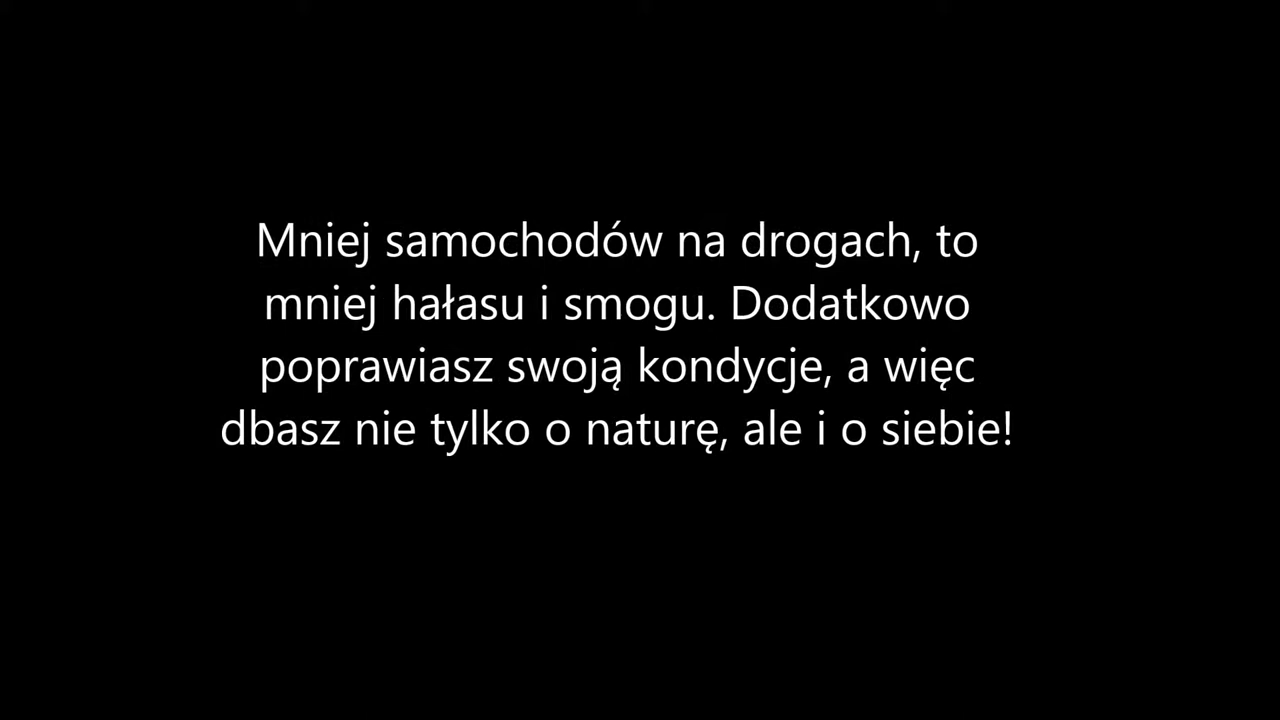 Mniej samochodów na drogach, to
mniej hałasu i smogu. Dodatkowo
poprawiasz swoją kondycje, a więc
dbasz nie tylko o naturę, ale i o siebie!